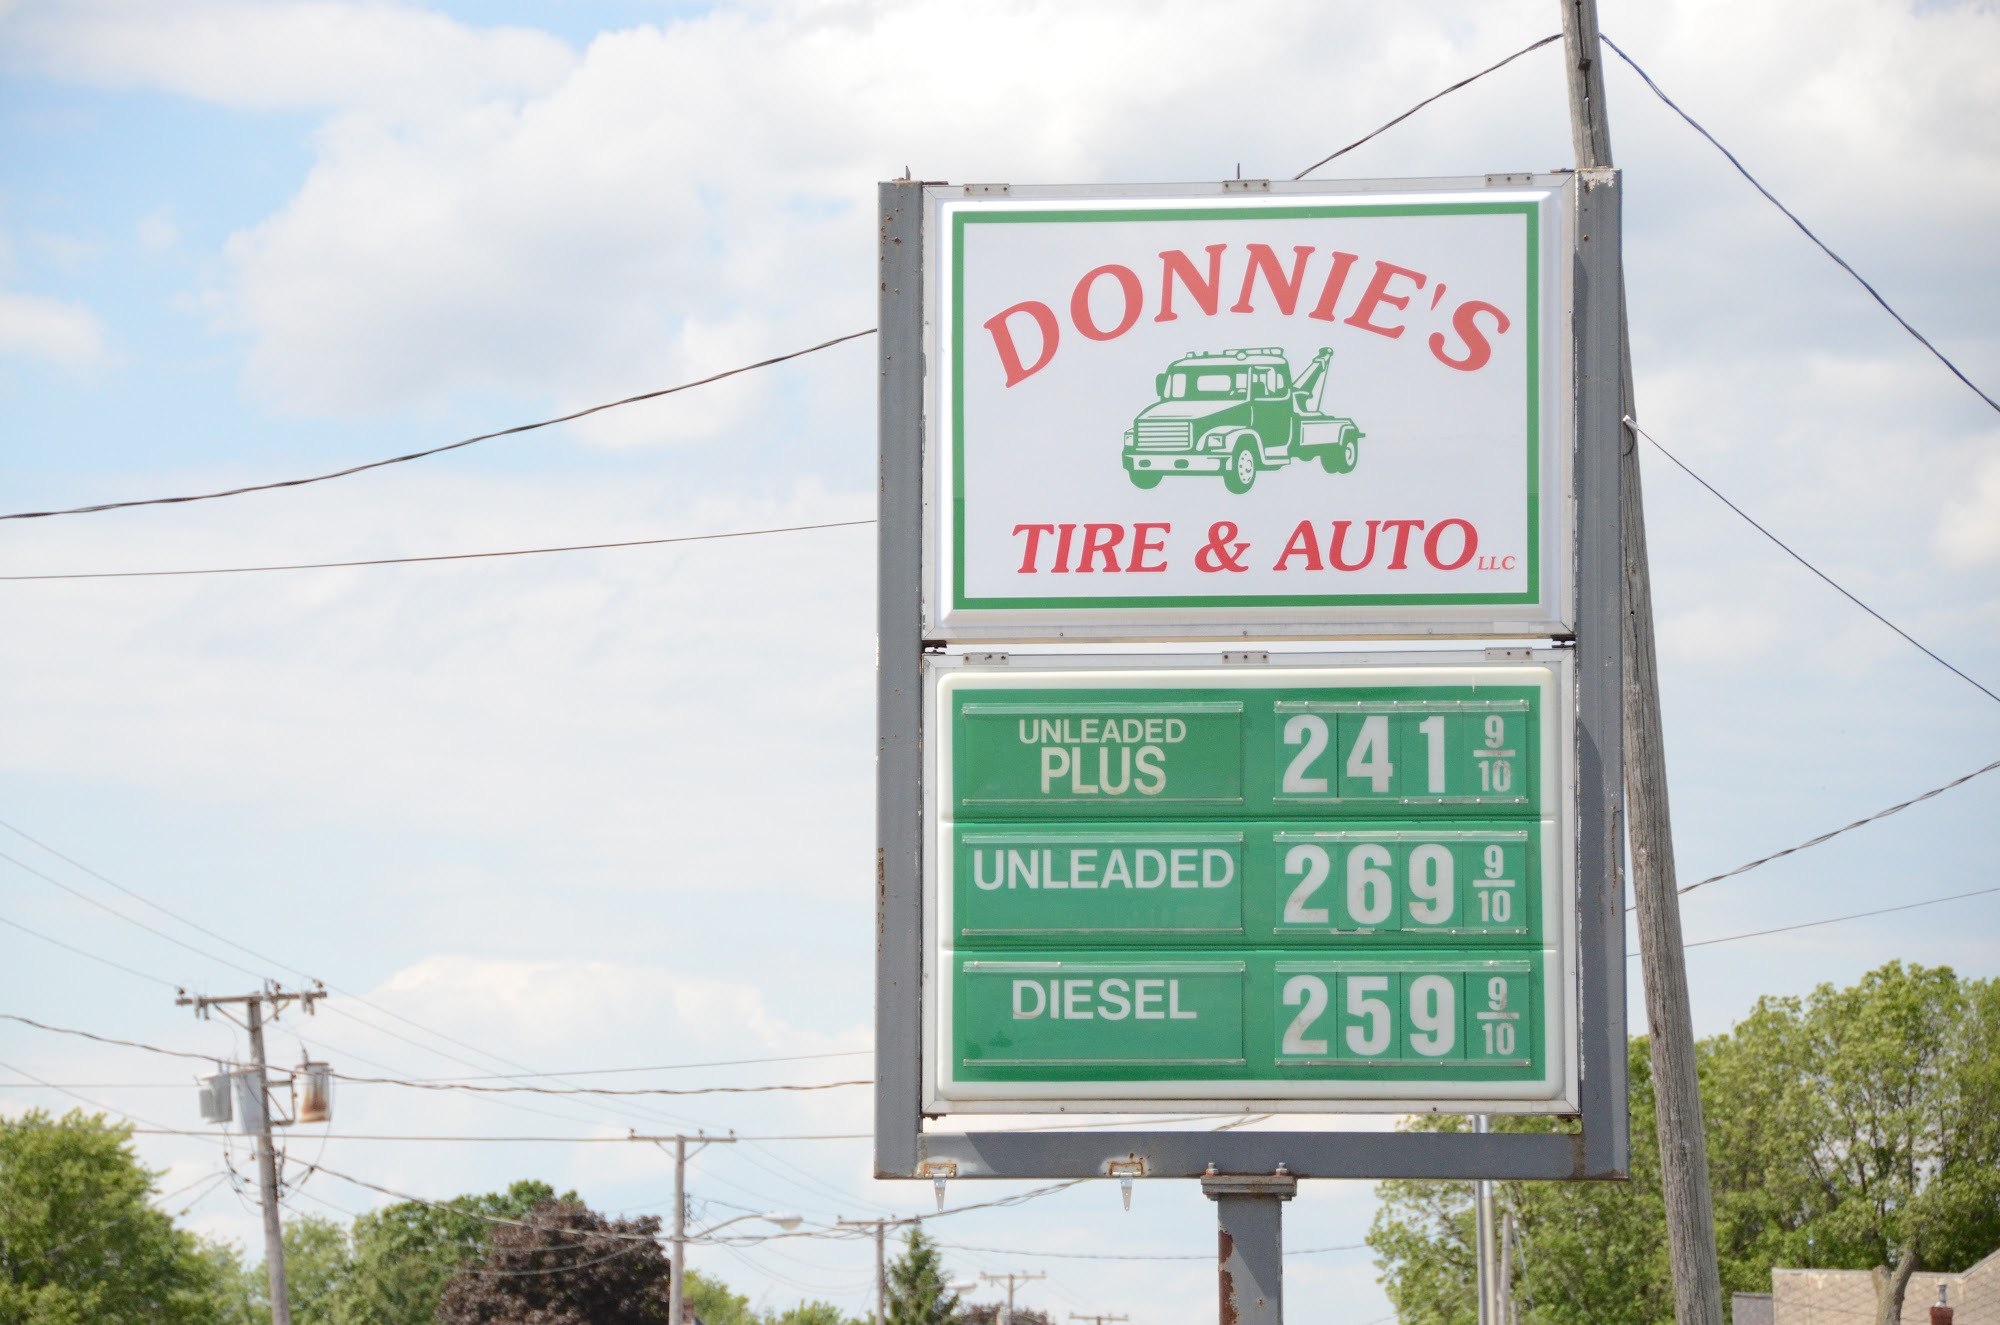 DONNIE'S
TIRE & AUTO LLC
UNLEADED
PLUS
241 9/10
UNLEADED
269 9/10
DIESEL
259 9/10